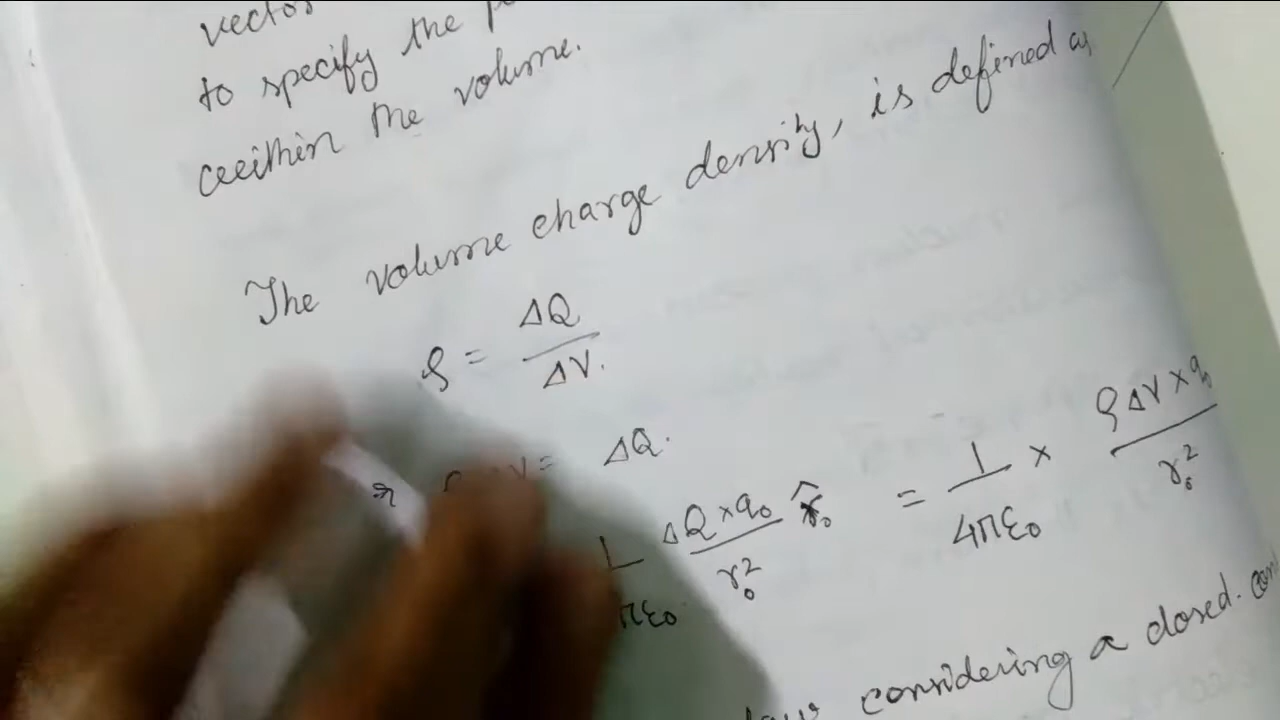 vector
to specify the
within the volume.
The volume charge density, is defined as
ρ = ΔQ / ΔV.
= ΔQ.
ΔQ × q₀ / r₀² r̂₀ = 1 / 4πε₀ × ρΔV × q₀ / r₀²
πε₀
considering a closed.